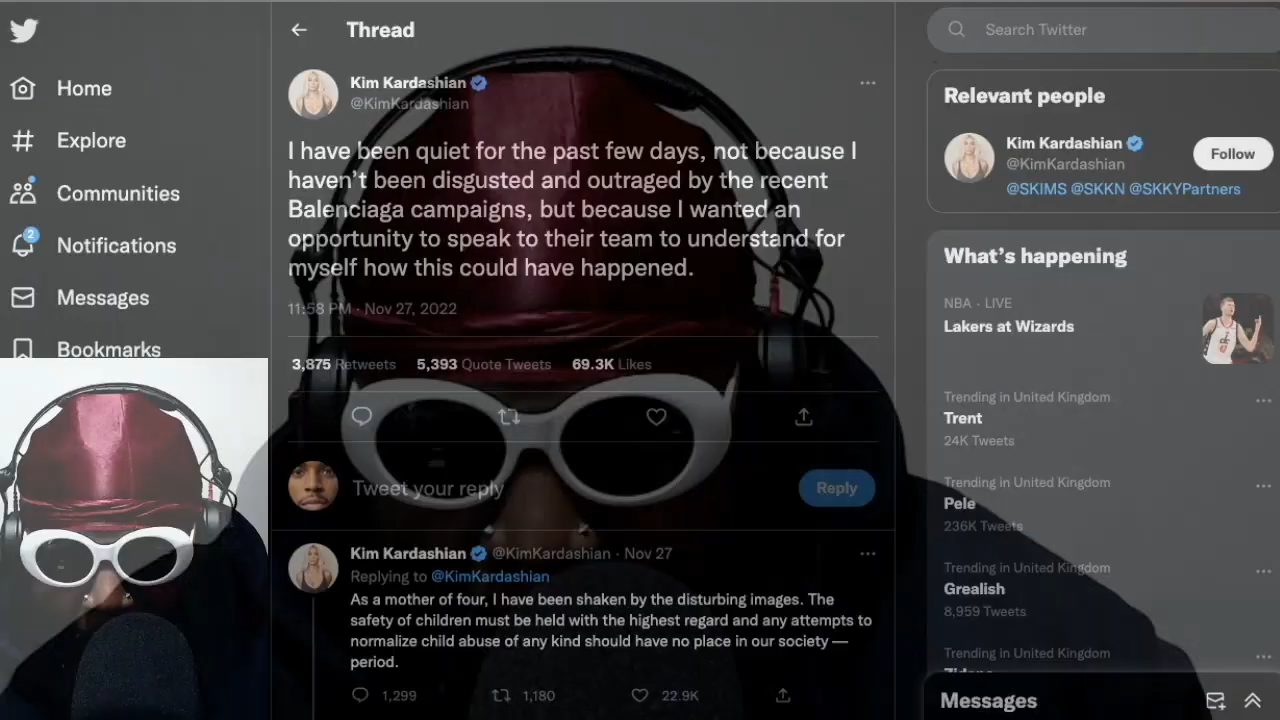 Thread
Search Twitter
Home
Explore
Communities
2
Notifications
Messages
Bookmarks
Kim Kardashian
@KimKardashian
I have been quiet for the past few days, not because I
haven't been disgusted and outraged by the recent
Balenciaga campaigns, but because I wanted an
opportunity to speak to their team to understand for
myself how this could have happened.
11:58 PM · Nov 27, 2022
3,875 Retweets 5,393 Quote Tweets 69.3K Likes
Tweet your reply
Reply
Kim Kardashian @KimKardashian · Nov 27
Replying to @KimKardashian
As a mother of four, I have been shaken by the disturbing images. The
safety of children must be held with the highest regard and any attempts to
normalize child abuse of any kind should have no place in our society —
period.
1,299 1,180 22.9K
Relevant people
Kim Kardashian
@KimKardashian
Follow
@SKIMS @SKKN @SKKYPartners
What's happening
NBA · LIVE
Lakers at Wizards
Trending in United Kingdom
Trent
24K Tweets
Trending in United Kingdom
Pele
236K Tweets
Trending in United Kingdom
Grealish
8,959 Tweets
Trending in United Kingdom
Messages